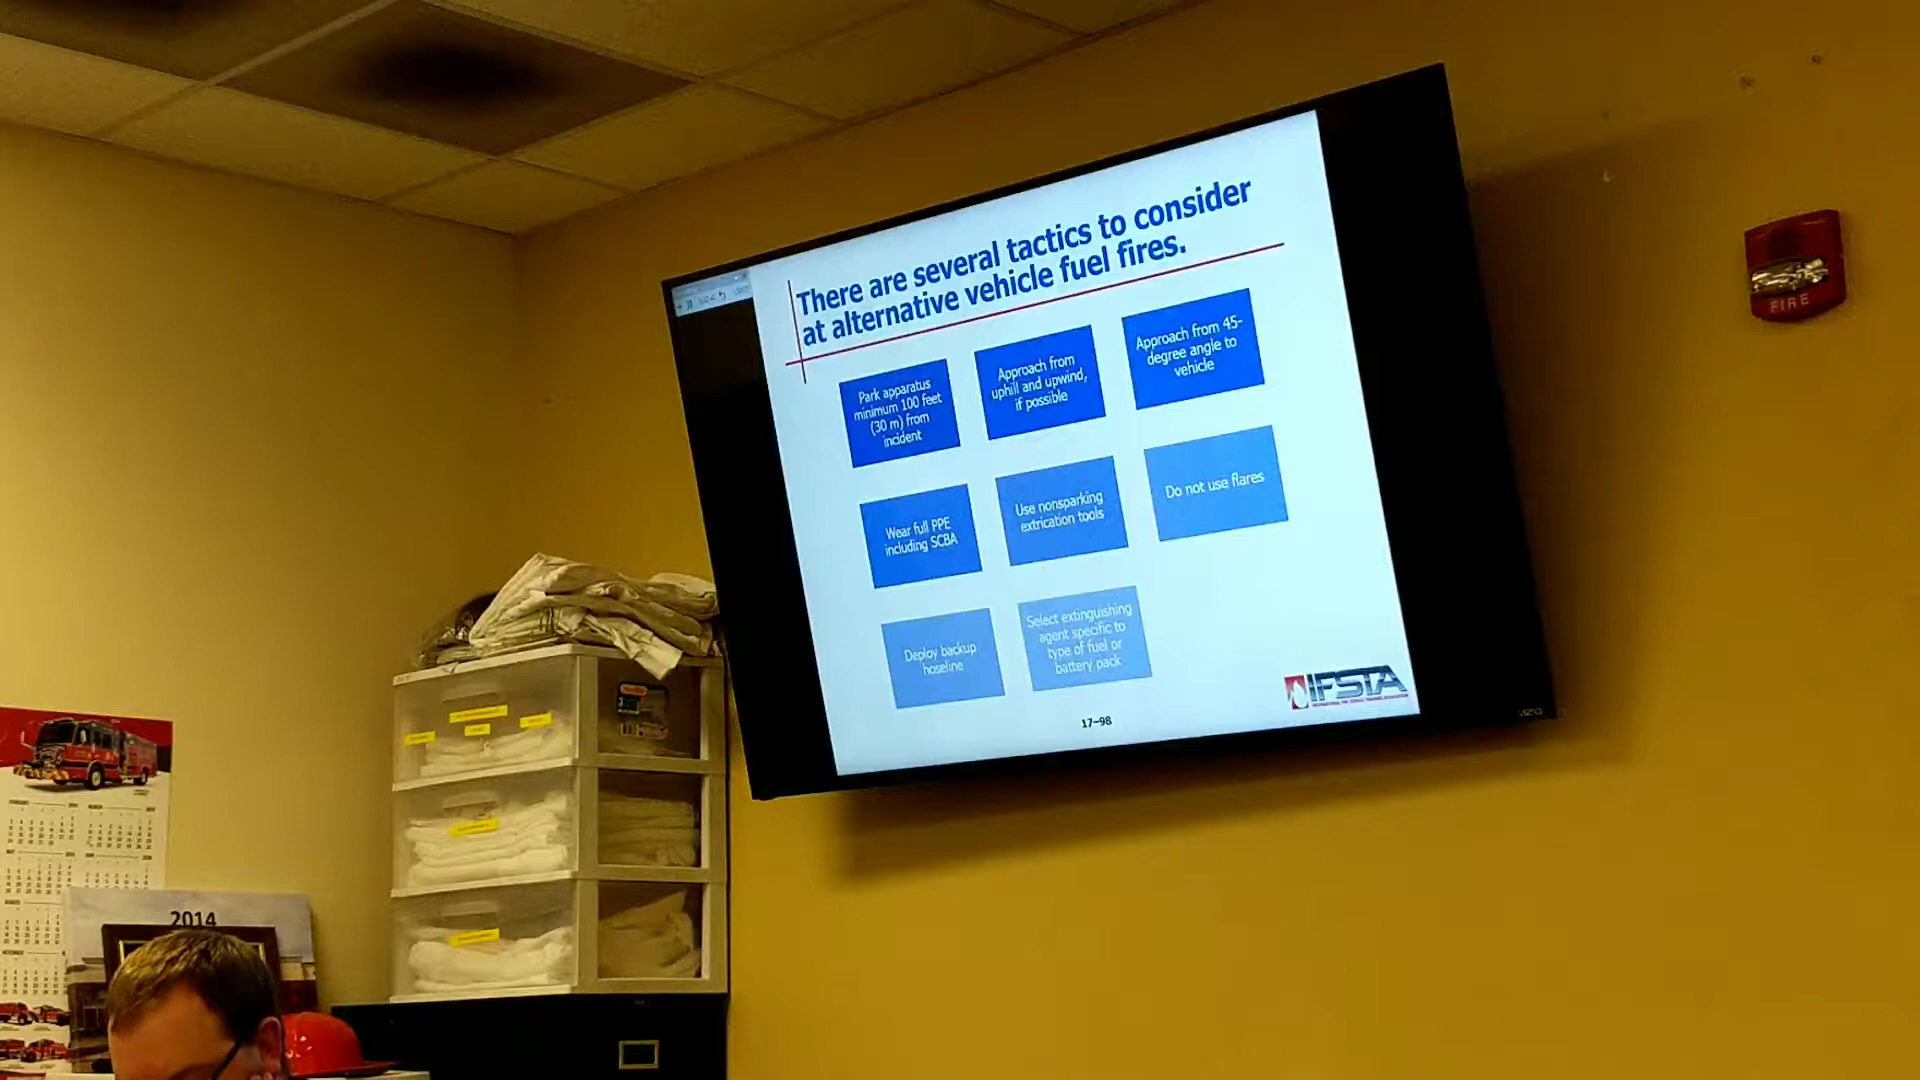 There are several tactics to consider
at alternative vehicle fuel fires.
Park apparatus
minimum 100 feet
(30 m) from
incident
Approach from
uphill and upwind,
if possible
Approach from 45-
degree angle to
vehicle
Wear full PPE
including SCBA
Use nonsparking
extrication tools
Do not use flares
Deploy backup
hoseline
Select extinguishing
agent specific to
type of fuel or
battery pack
17-98
IFSTA
VIZIO
FIRE
2014